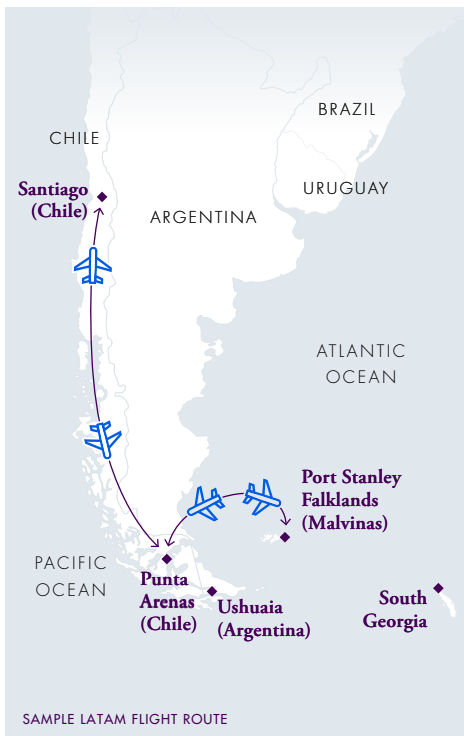 BRAZIL
CHILE
Santiago
(Chile)
URUGUAY
ARGENTINA
ATLANTIC
OCEAN
Port Stanley
Falklands
(Malvinas)
PACIFIC
OCEAN
Punta
Arenas
(Chile)
Ushuaia
(Argentina)
South
Georgia
SAMPLE LATAM FLIGHT ROUTE